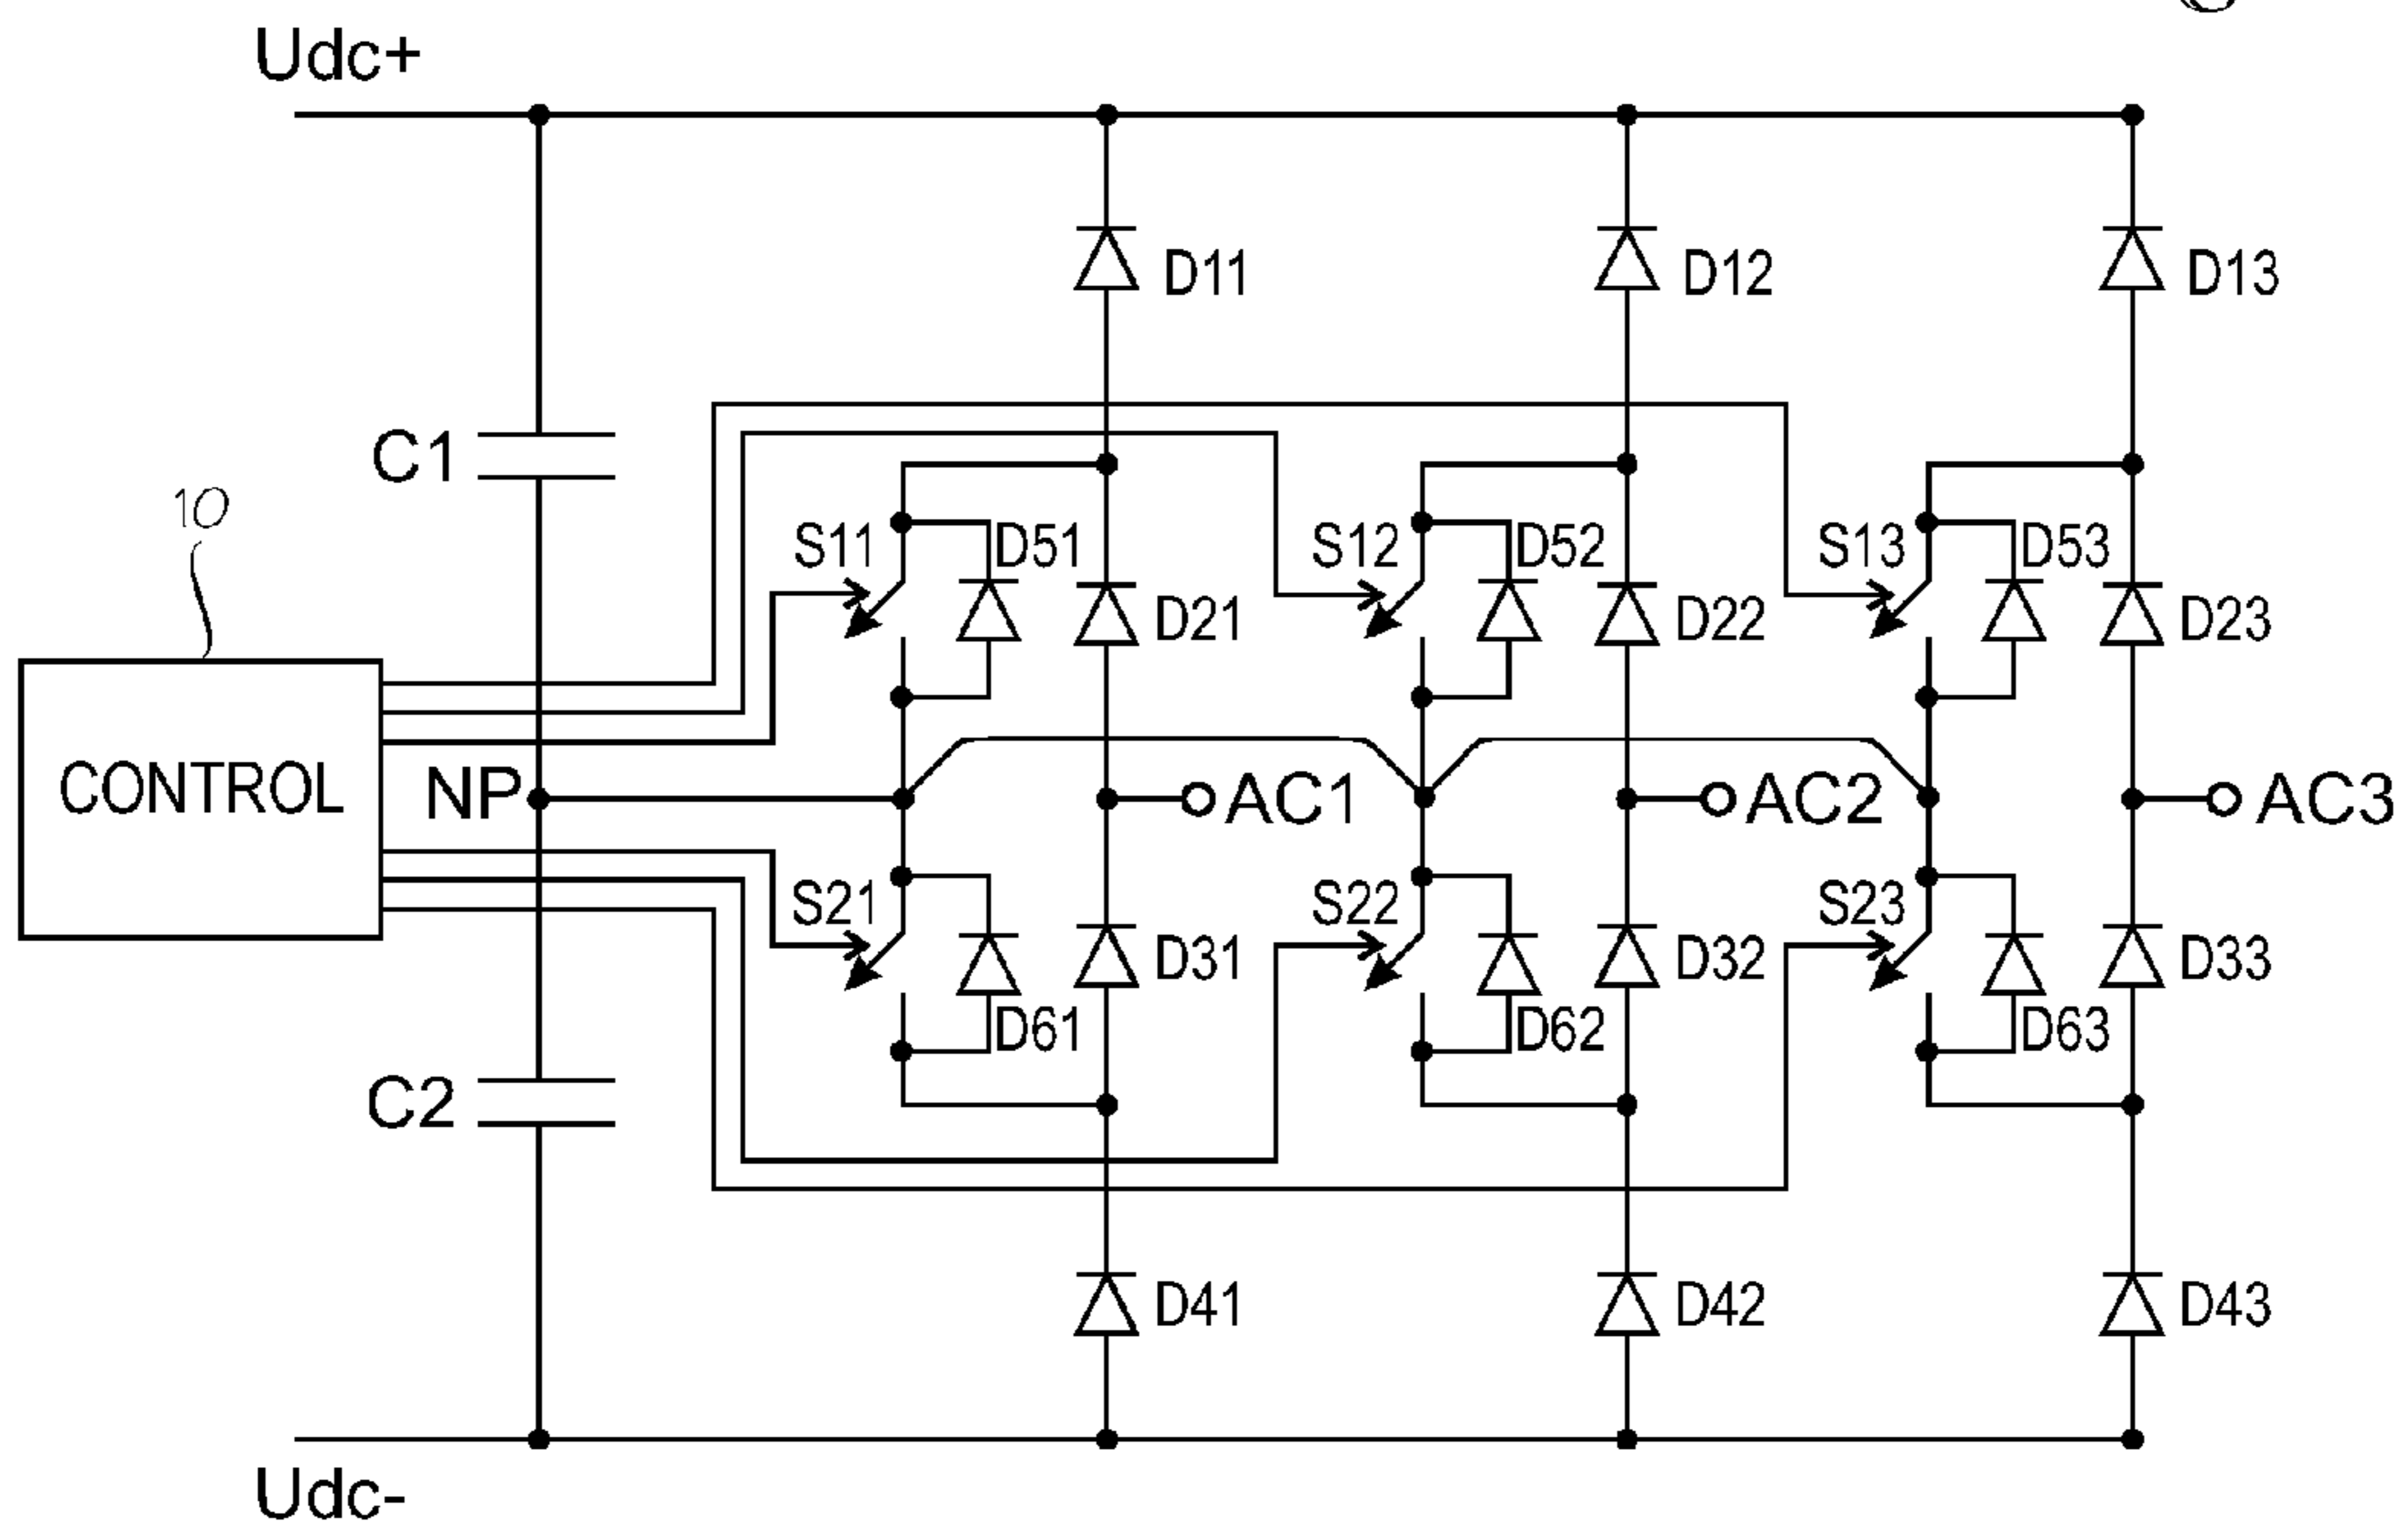 Udc+
D11
D12
D13
C1
10
S11
D51
S12
D52
S13
D53
D21
D22
D23
CONTROL
NP
AC1
AC2
AC3
S21
S22
S23
D31
D32
D33
D61
D62
D63
C2
D41
D42
D43
Udc-